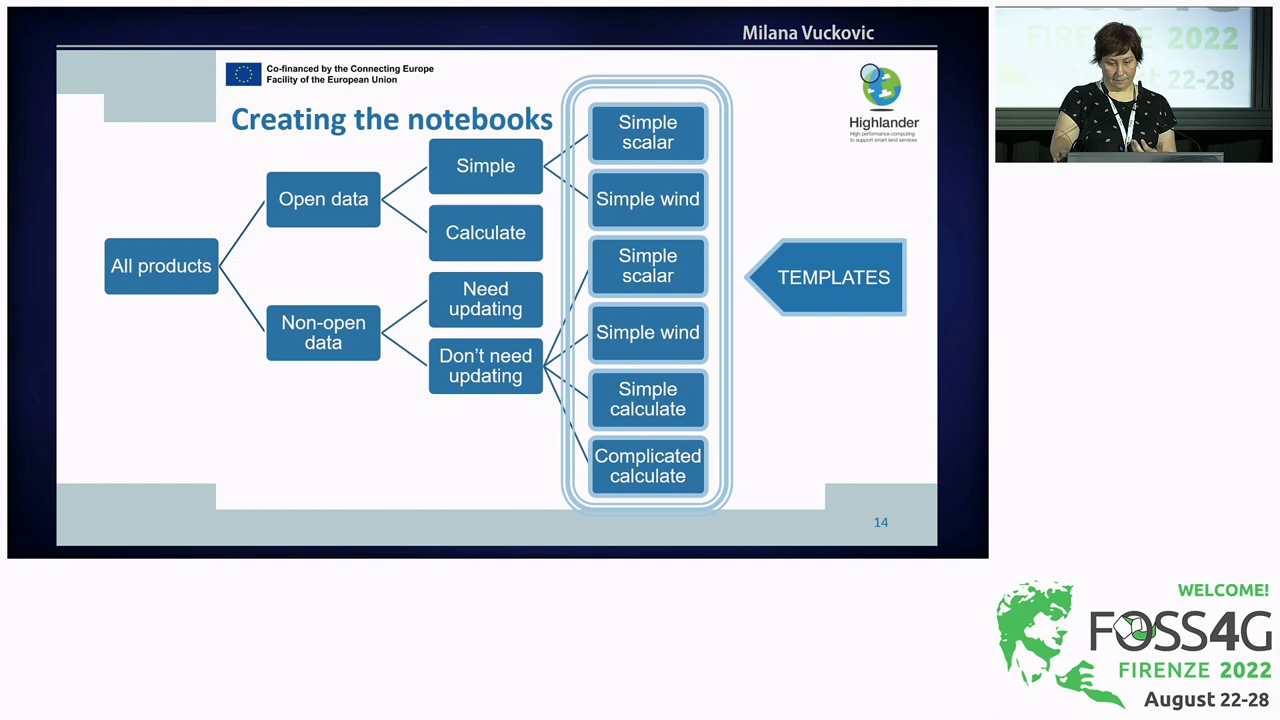 Milana Vuckovic
Co-financed by the Connecting Europe
Facility of the European Union
Creating the notebooks
Highlander
High performance computing
to support smart land services
All products
Open data
Non-open
data
Simple
Calculate
Need
updating
Don't need
updating
Simple
scalar
Simple wind
Simple
scalar
Simple wind
Simple
calculate
Complicated
calculate
TEMPLATES
14
FIRENZE 2022
August 22-28
WELCOME!
FOSS4G
FIRENZE 2022
August 22-28